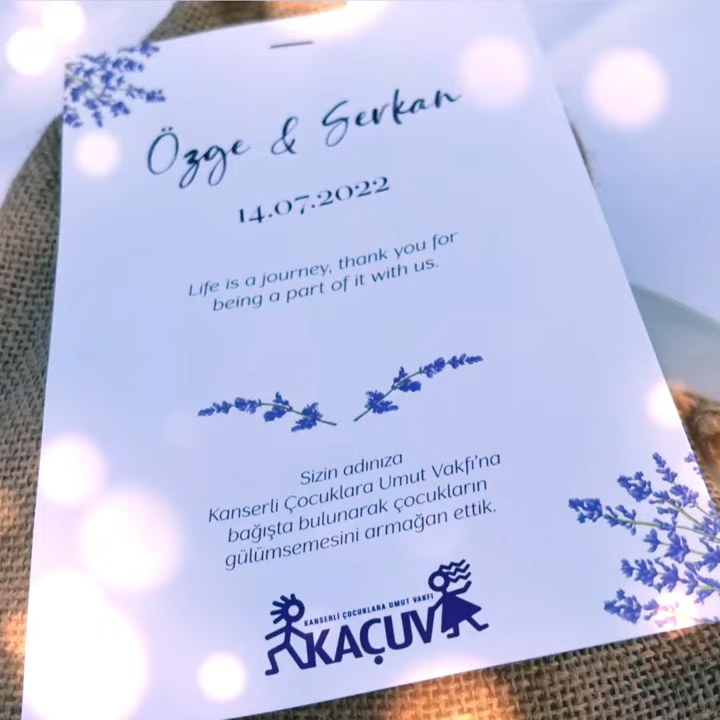 Özge & Serkan
14.07.2022
Life is a journey, thank you for
being a part of it with us.
Sizin adınıza
Kanserli Çocuklara Umut Vakfı'na
bağışta bulunarak çocukların
gülümsemesini armağan ettik.
KANSERLİ ÇOCUKLARA UMUT VAKFI
KAÇUV